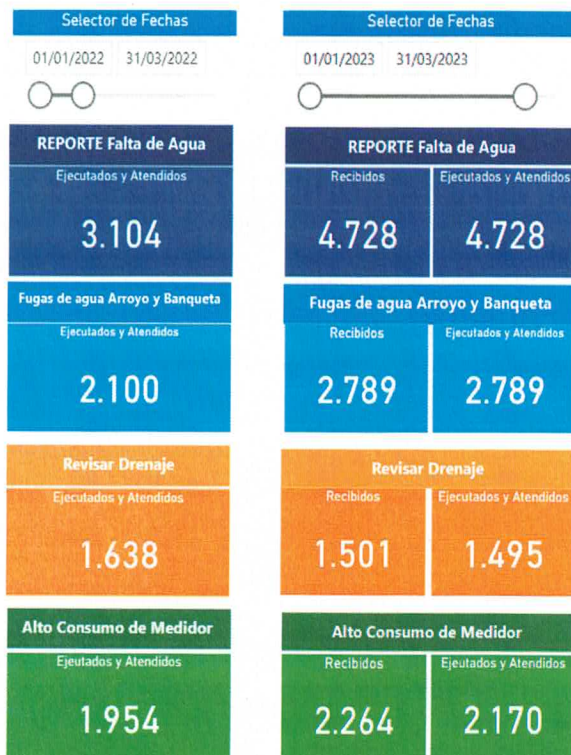 Selector de Fechas
01/01/2022 31/03/2022
REPORTE Falta de Agua
Ejecutados y Atendidos
3.104
Fugas de agua Arroyo y Banqueta
Ejecutados y Atendidos
2.100
Revisar Drenaje
Ejecutados y Atendidos
1.638
Alto Consumo de Medidor
Ejeutados y Atendidos
1.954
Selector de Fechas
01/01/2023 31/03/2023
REPORTE Falta de Agua
Recibidos Ejecutados y Atendidos
4.728 4.728
Fugas de agua Arroyo y Banqueta
Recibidos Ejecutados y Atendidos
2.789 2.789
Revisar Drenaje
Recibidos Ejecutados y Atendidos
1.501 1.495
Alto Consumo de Medidor
Recibidos Ejeutados y Atendidos
2.264 2.170